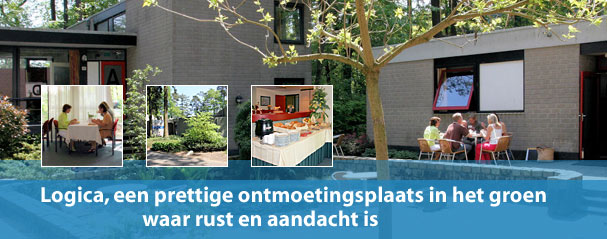 Logica, een prettige ontmoetingsplaats in het groen
waar rust en aandacht is